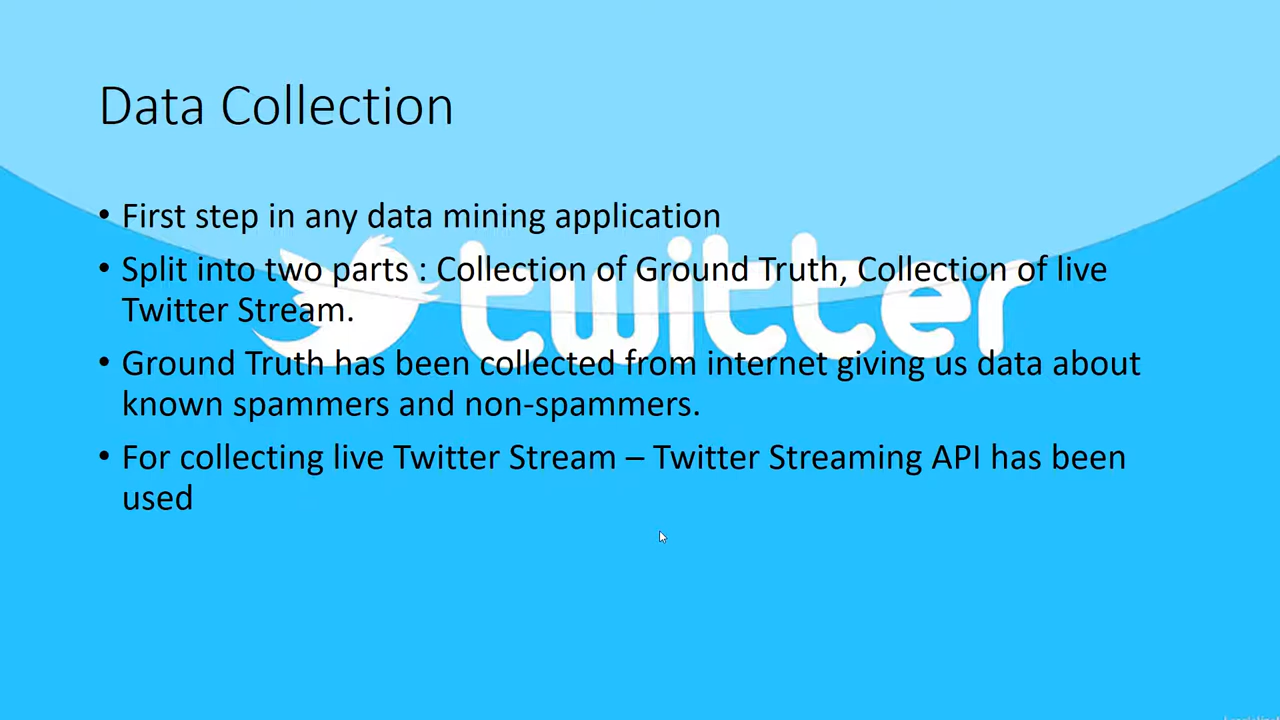 Data Collection
• First step in any data mining application
• Split into two parts : Collection of Ground Truth, Collection of live
Twitter Stream.
twitter
• Ground Truth has been collected from internet giving us data about
known spammers and non-spammers.
• For collecting live Twitter Stream – Twitter Streaming API has been
used